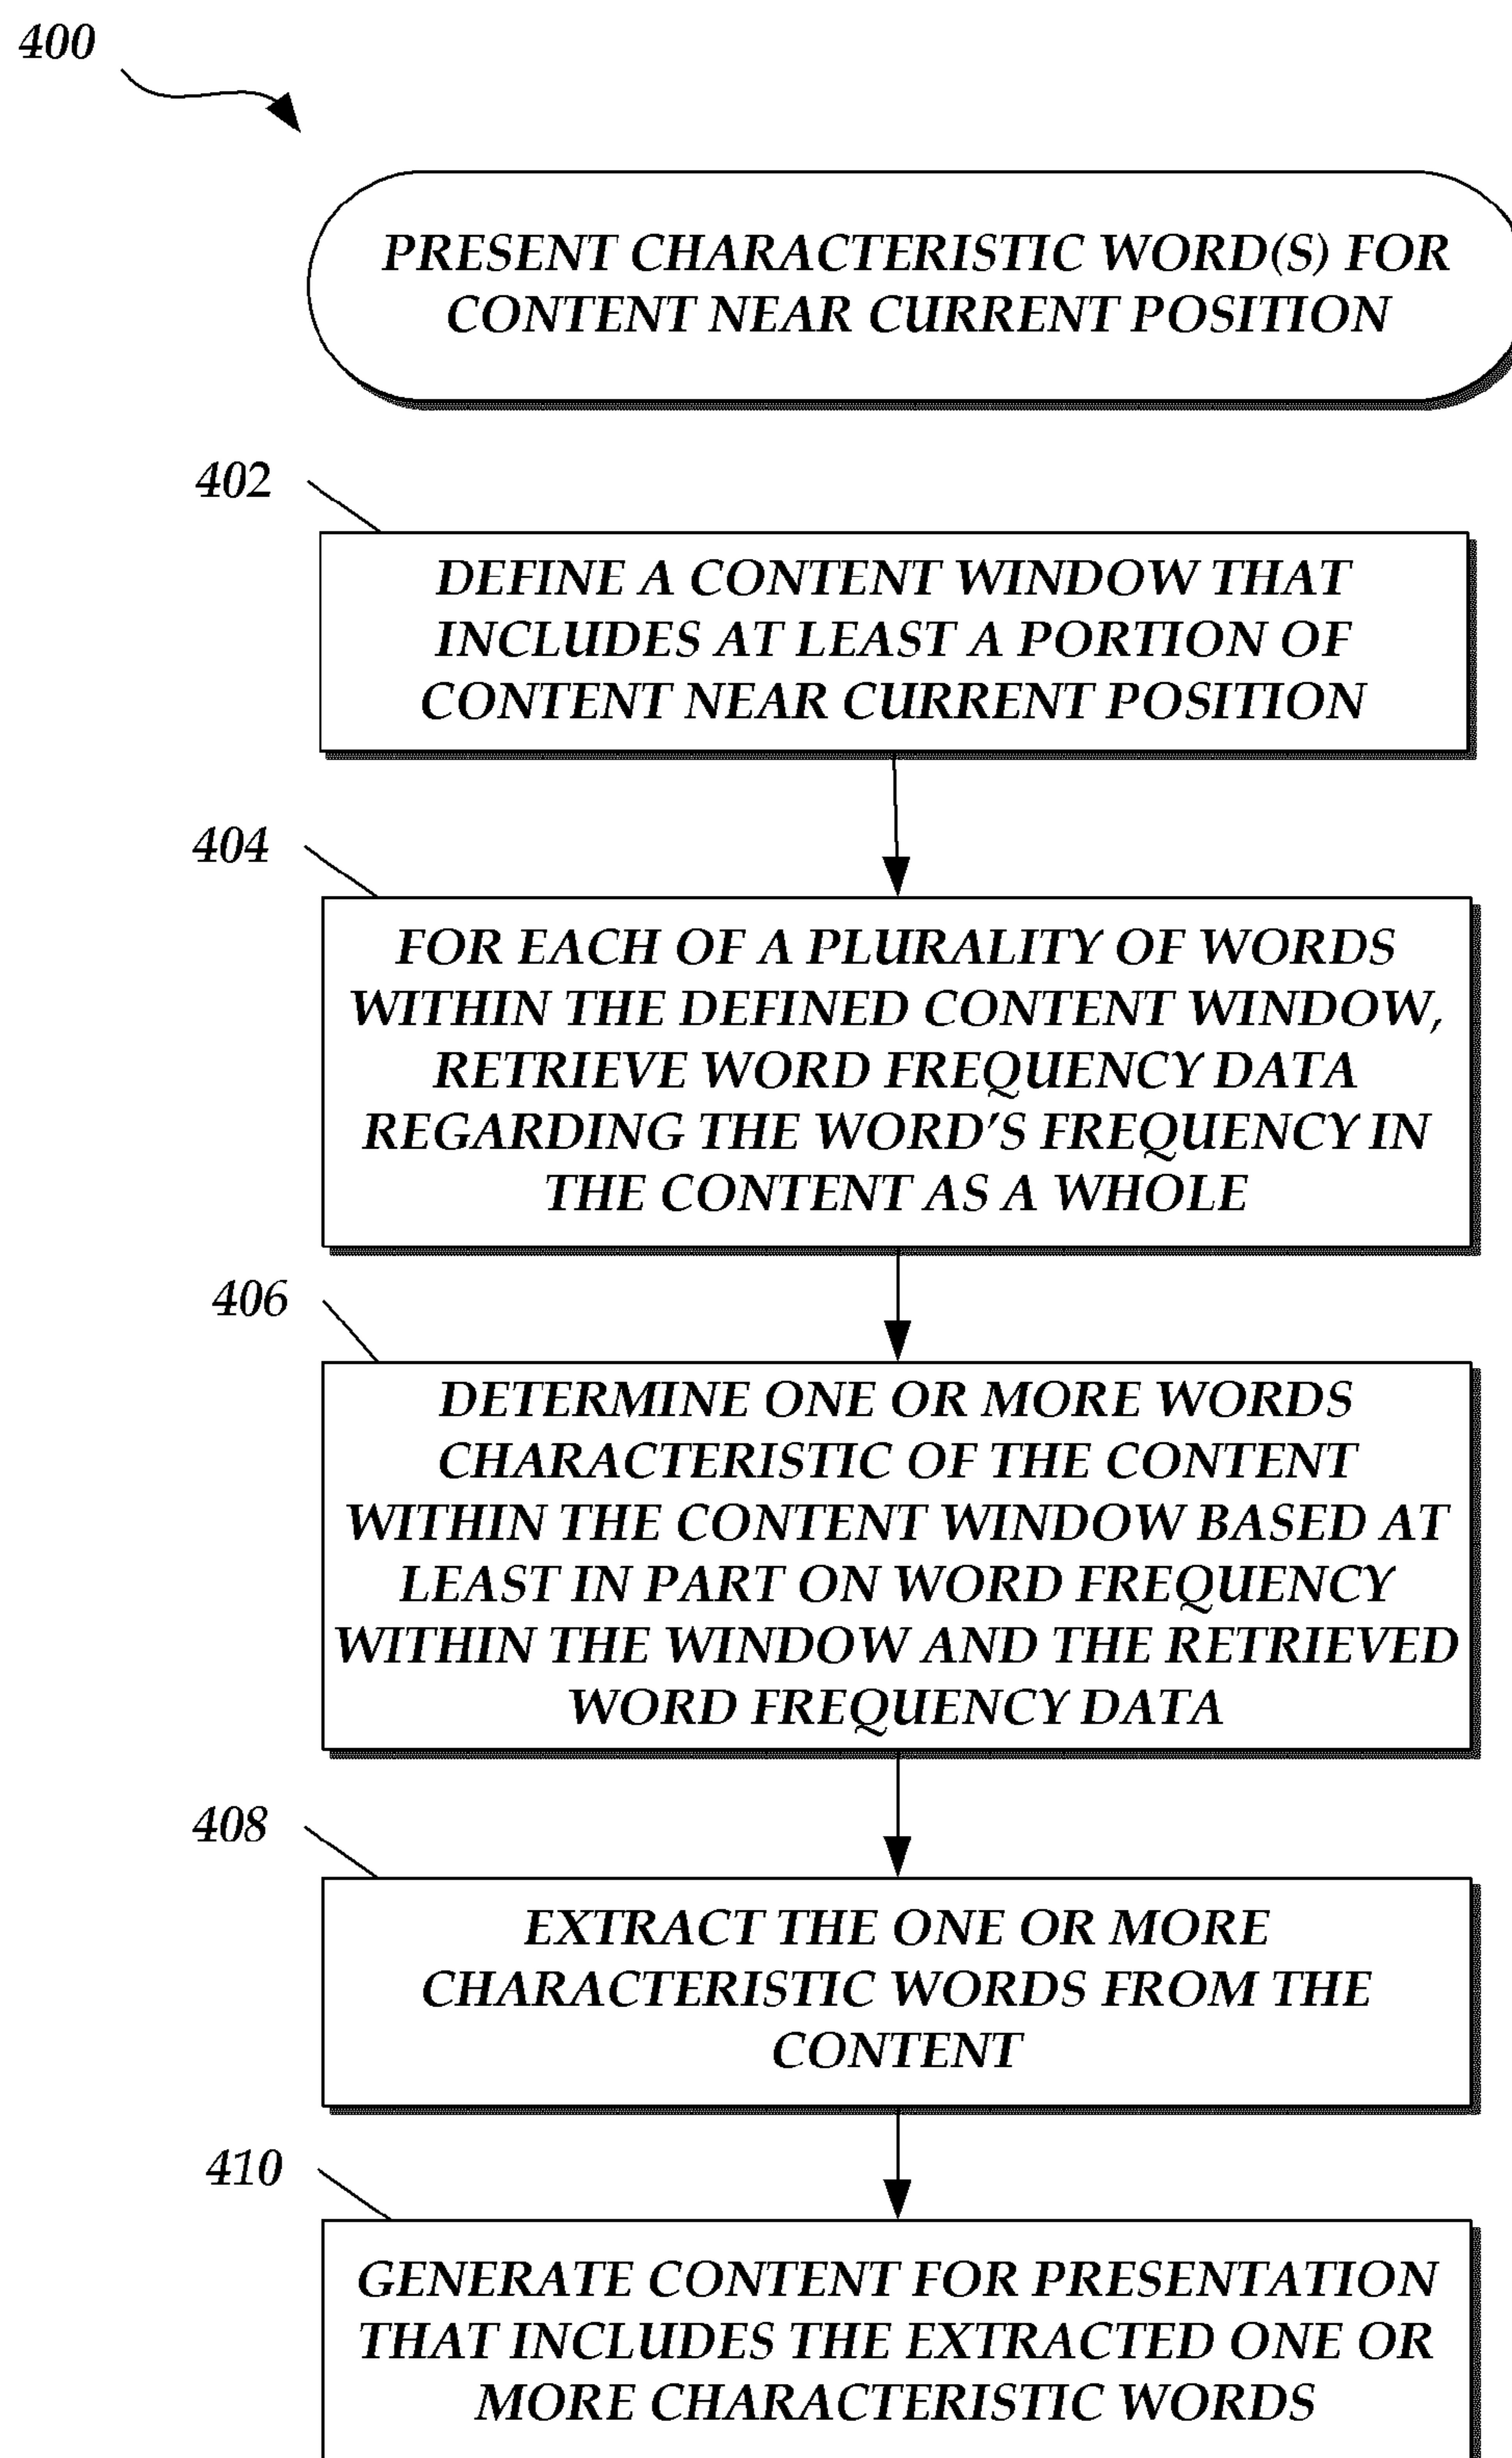 400
PRESENT CHARACTERISTIC WORD(S) FOR
CONTENT NEAR CURRENT POSITION
402
DEFINE A CONTENT WINDOW THAT
INCLUDES AT LEAST A PORTION OF
CONTENT NEAR CURRENT POSITION
404
FOR EACH OF A PLURALITY OF WORDS
WITHIN THE DEFINED CONTENT WINDOW,
RETRIEVE WORD FREQUENCY DATA
REGARDING THE WORD'S FREQUENCY IN
THE CONTENT AS A WHOLE
406
DETERMINE ONE OR MORE WORDS
CHARACTERISTIC OF THE CONTENT
WITHIN THE CONTENT WINDOW BASED AT
LEAST IN PART ON WORD FREQUENCY
WITHIN THE WINDOW AND THE RETRIEVED
WORD FREQUENCY DATA
408
EXTRACT THE ONE OR MORE
CHARACTERISTIC WORDS FROM THE
CONTENT
410
GENERATE CONTENT FOR PRESENTATION
THAT INCLUDES THE EXTRACTED ONE OR
MORE CHARACTERISTIC WORDS